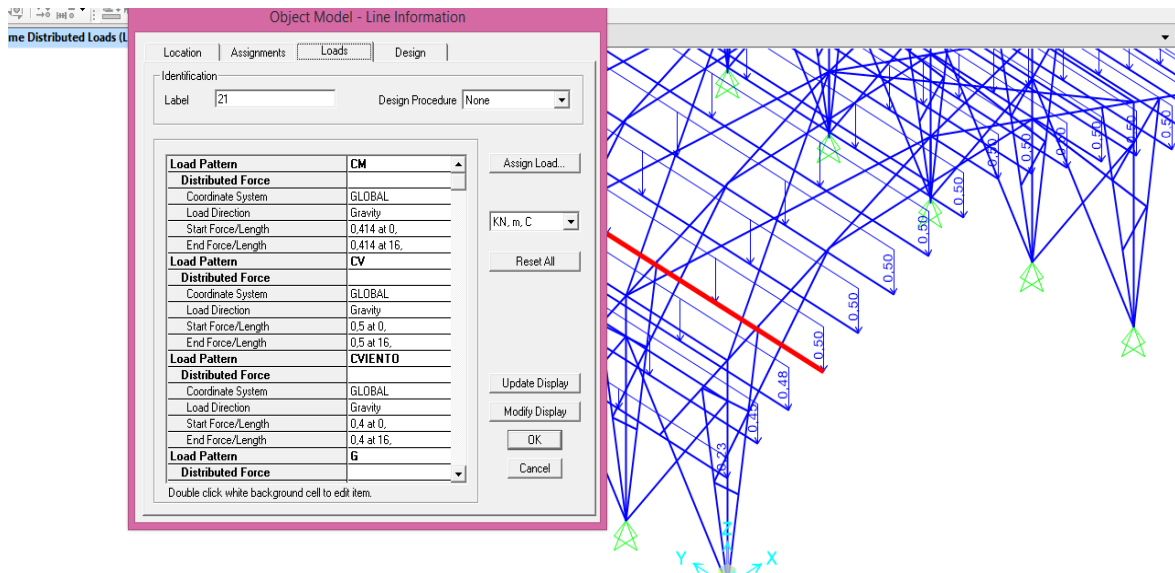 Object Model - Line Information
me Distributed Loads (L
Location Assignments Loads Design
Identification
Label 21 Design Procedure None
Load Pattern CM
Distributed Force
Coordinate System GLOBAL
Load Direction Gravity
Start Force/Length 0,414 at 0,
End Force/Length 0,414 at 16,
Load Pattern CV
Distributed Force
Coordinate System GLOBAL
Load Direction Gravity
Start Force/Length 0,5 at 0,
End Force/Length 0,5 at 16,
Load Pattern CVIENTO
Distributed Force
Coordinate System GLOBAL
Load Direction Gravity
Start Force/Length 0,4 at 0,
End Force/Length 0,4 at 16,
Load Pattern G
Distributed Force
Double click white background cell to edit item.
Assign Load...
KN, m, C
Reset All
Update Display
Modify Display
OK
Cancel
0,50
0,50
0,50
0,50
0,50
0,50
0,50
0,50
0,50
0,50
0,50
0,48
0,45
0,23
Y Z X